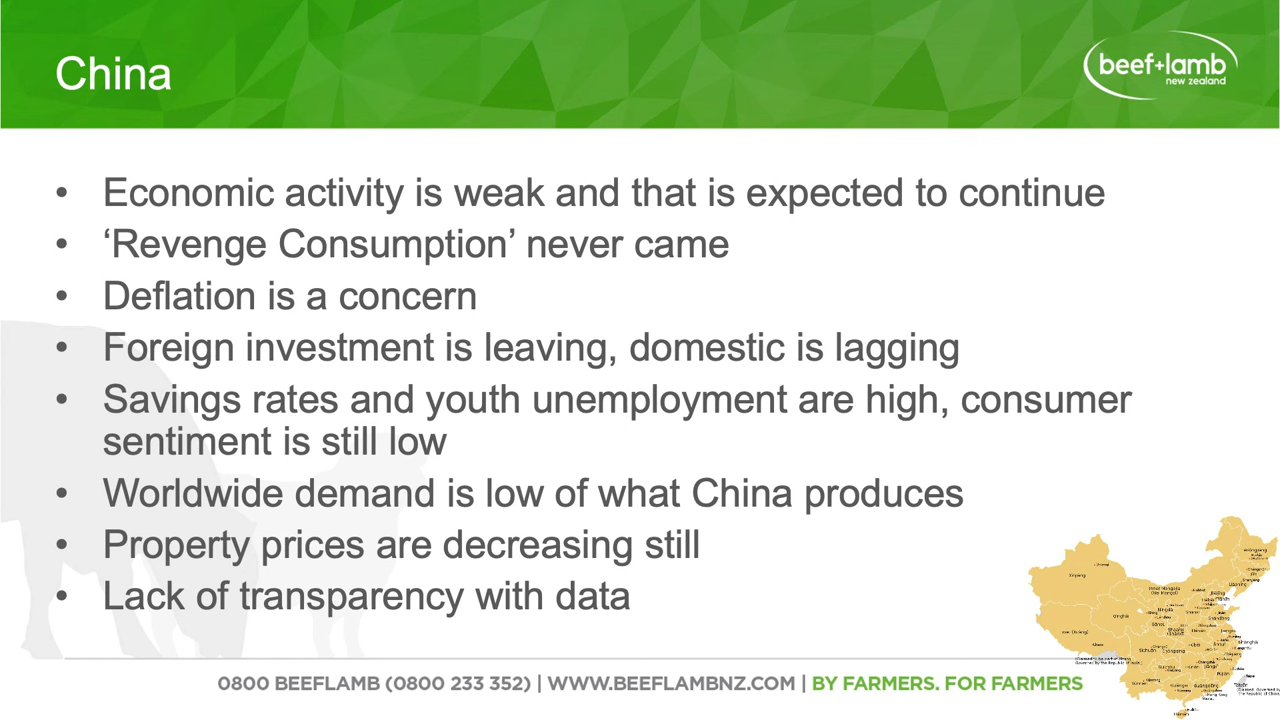 China
beef+lamb
new zealand
• Economic activity is weak and that is expected to continue
• ‘Revenge Consumption’ never came
• Deflation is a concern
• Foreign investment is leaving, domestic is lagging
• Savings rates and youth unemployment are high, consumer
sentiment is still low
• Worldwide demand is low of what China produces
• Property prices are decreasing still
• Lack of transparency with data
Xinjiang
Qinghai
Sichuan
0800 BEEFLAMB (0800 233 352) | WWW.BEEFLAMBNZ.COM | BY FARMERS. FOR FARMERS